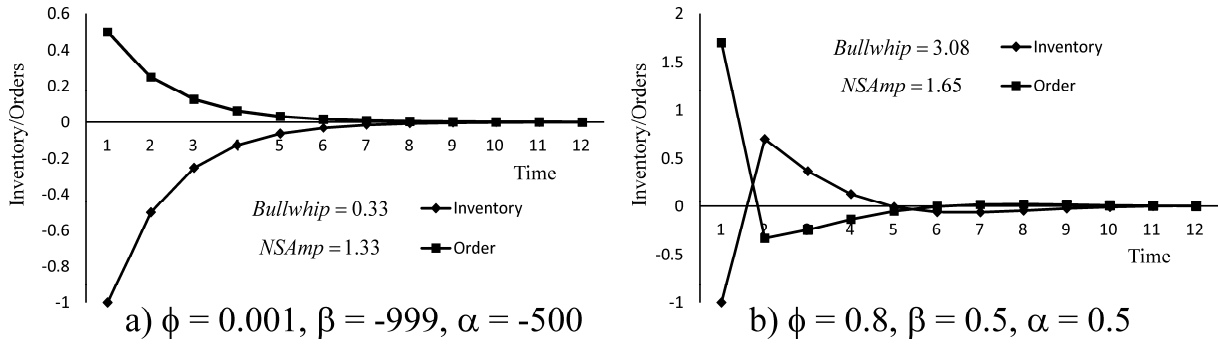 Inventory/Orders
0.6
0.4
0.2
0
-0.2
-0.4
-0.6
-0.8
-1
1 2 3 4 5 6 7 8 9 10 11 12
Time
Bullwhip = 0.33
NSAmp = 1.33
Inventory
Order
a) ϕ = 0.001, β = -999, α = -500
Inventory/Orders
2
1.5
1
0.5
0
-0.5
-1
1 2 3 4 5 6 7 8 9 10 11 12
Time
Bullwhip = 3.08
NSAmp = 1.65
Inventory
Order
b) ϕ = 0.8, β = 0.5, α = 0.5